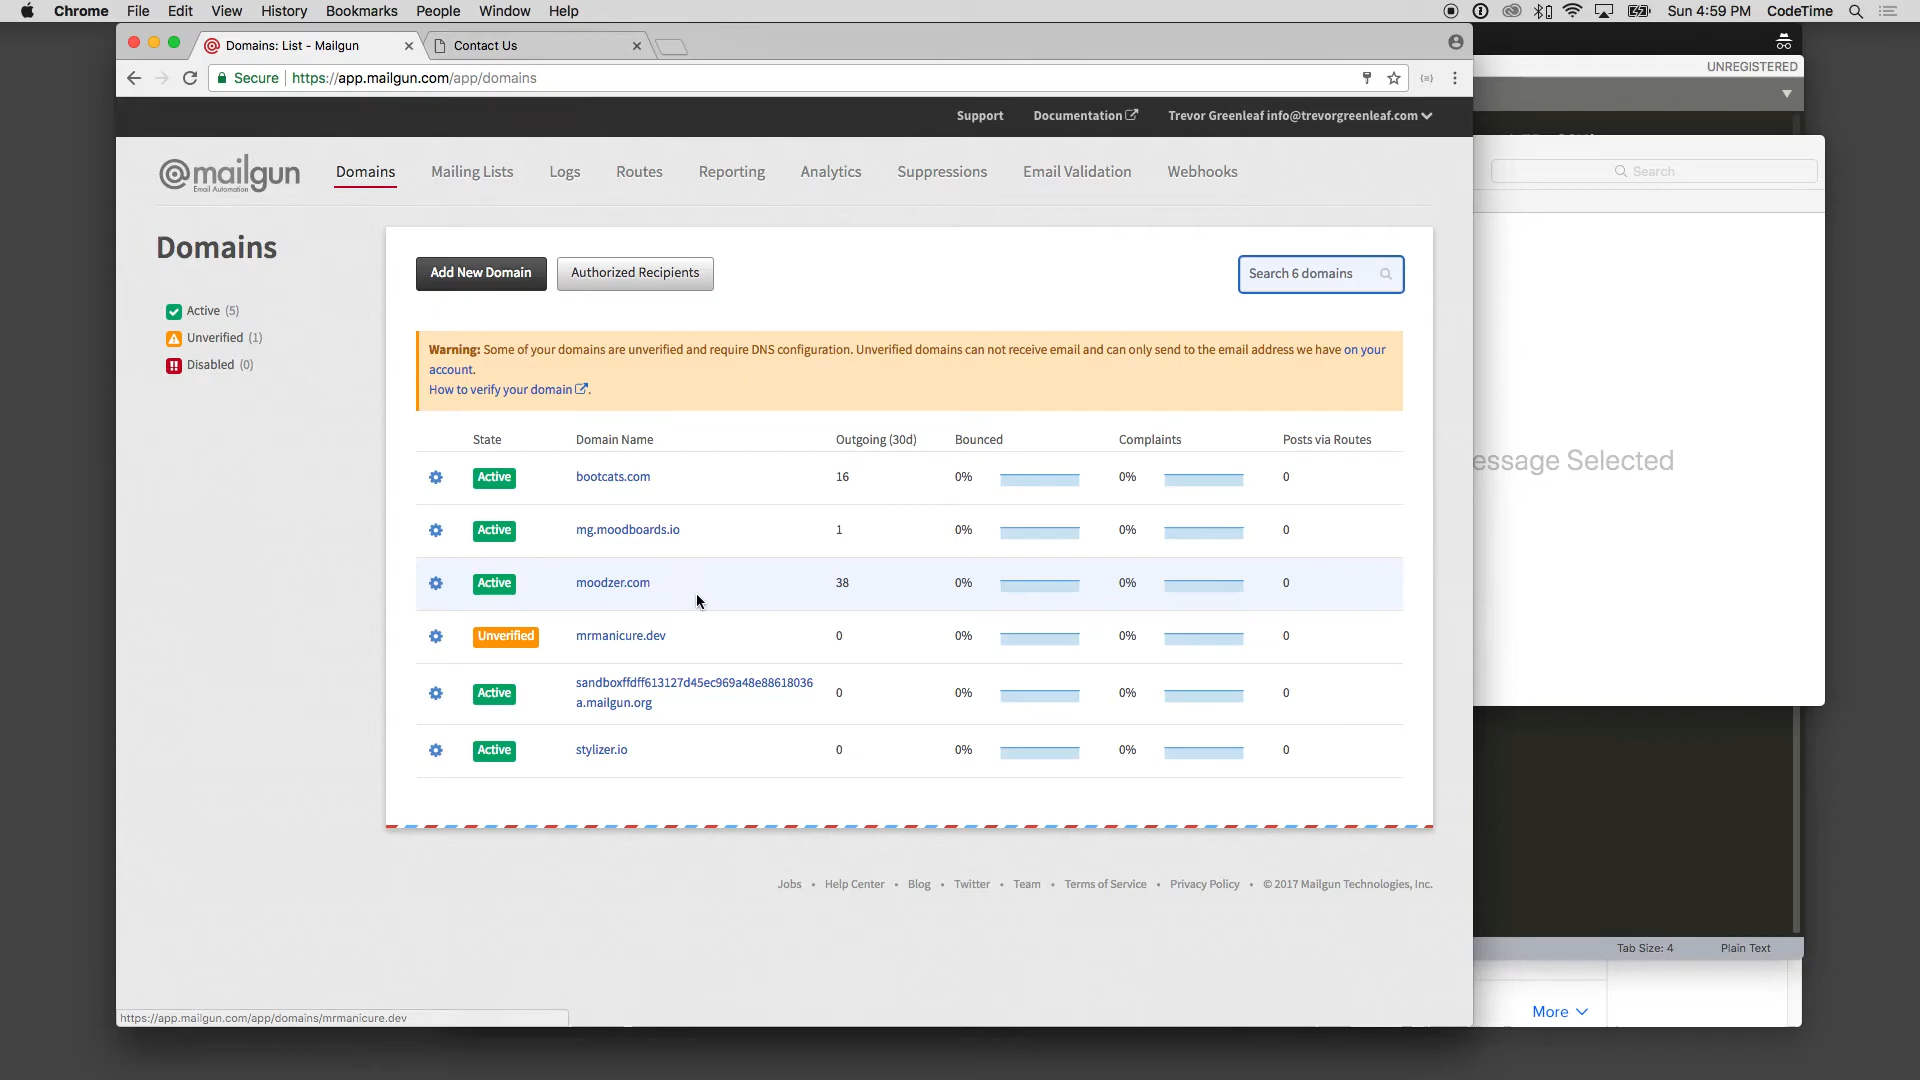 Chrome File Edit View History Bookmarks People Window Help Sun 4:59 PM CodeTime
Domains: List - Mailgun Contact Us
Secure https://app.mailgun.com/app/domains
UNREGISTERED
Support Documentation Trevor Greenleaf info@trevorgreenleaf.com
@mailgun
Email Automation
Domains Mailing Lists Logs Routes Reporting Analytics Suppressions Email Validation Webhooks
Search
Domains
Add New Domain Authorized Recipients Search 6 domains
Active (5)
Unverified (1)
Disabled (0)
Warning: Some of your domains are unverified and require DNS configuration. Unverified domains can not receive email and can only send to the email address we have on your
account.
How to verify your domain.
State Domain Name Outgoing (30d) Bounced Complaints Posts via Routes
Active bootcats.com 16 0% 0% 0
essage Selected
Active mg.moodboards.io 1 0% 0% 0
Active moodzer.com 38 0% 0% 0
Unverified mrmanicure.dev 0 0% 0% 0
Active sandboxffdff613127d45ec969a48e88618036 0 0% 0% 0
a.mailgun.org
Active stylizer.io 0 0% 0% 0
Jobs • Help Center • Blog • Twitter • Team • Terms of Service • Privacy Policy • © 2017 Mailgun Technologies, Inc.
Tab Size: 4 Plain Text
More
https://app.mailgun.com/app/domains/mrmanicure.dev